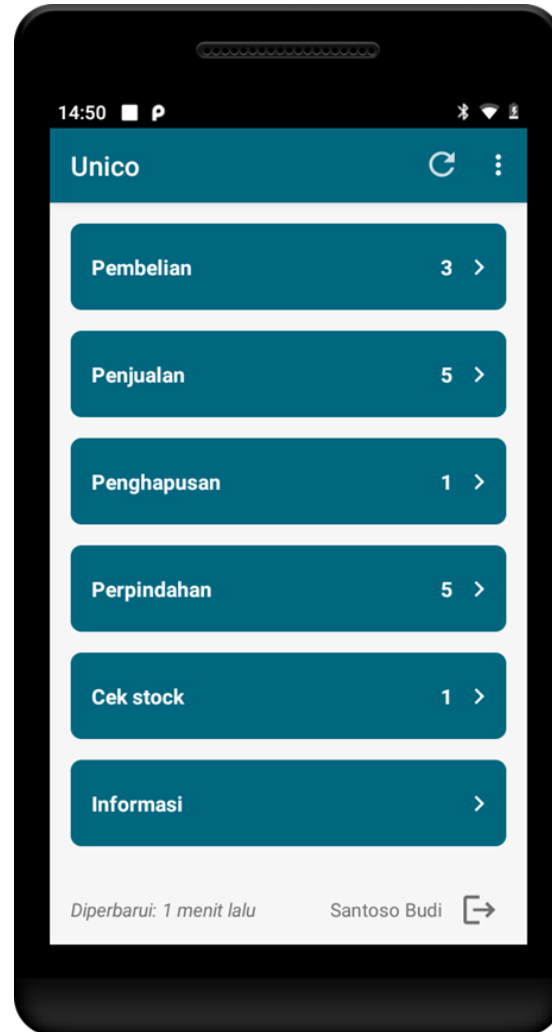 14:50
Unico
Pembelian 3
Penjualan 5
Penghapusan 1
Perpindahan 5
Cek stock 1
Informasi
Diperbarui: 1 menit lalu Santoso Budi